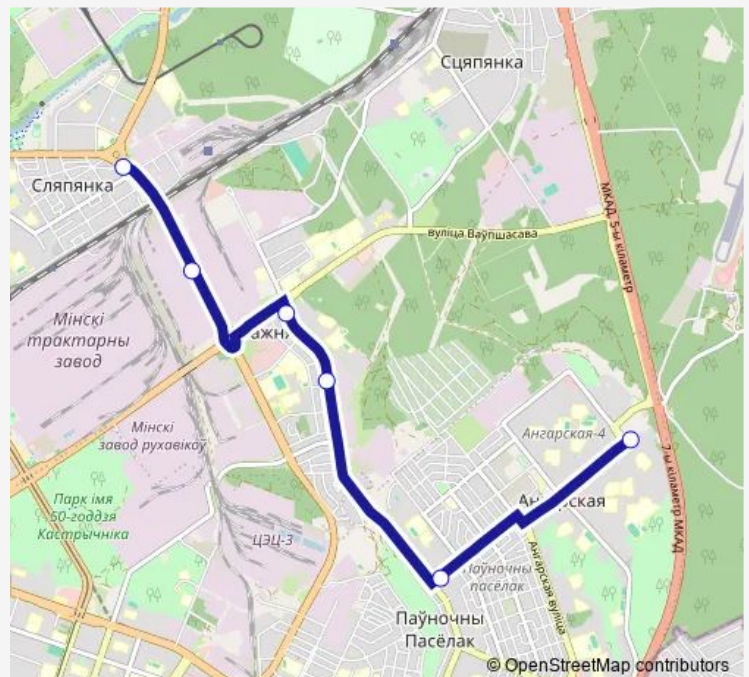 Сцяпянка
Сляпянка
МКАД, 5-ы кіламетр
вуліца Ваўпшасава
Мінскі
трактарны
завод
Мінскі
завод рухавікоў
Ангарская-4
7-ы кіламетр МКАД
Парк імя
50-годдзя
Кастрычніка
ЦЭЦ-3
Паўночны
пасёлак
Ангарская вуліца
Паўночны
Пасёлак
© OpenStreetMap contributors